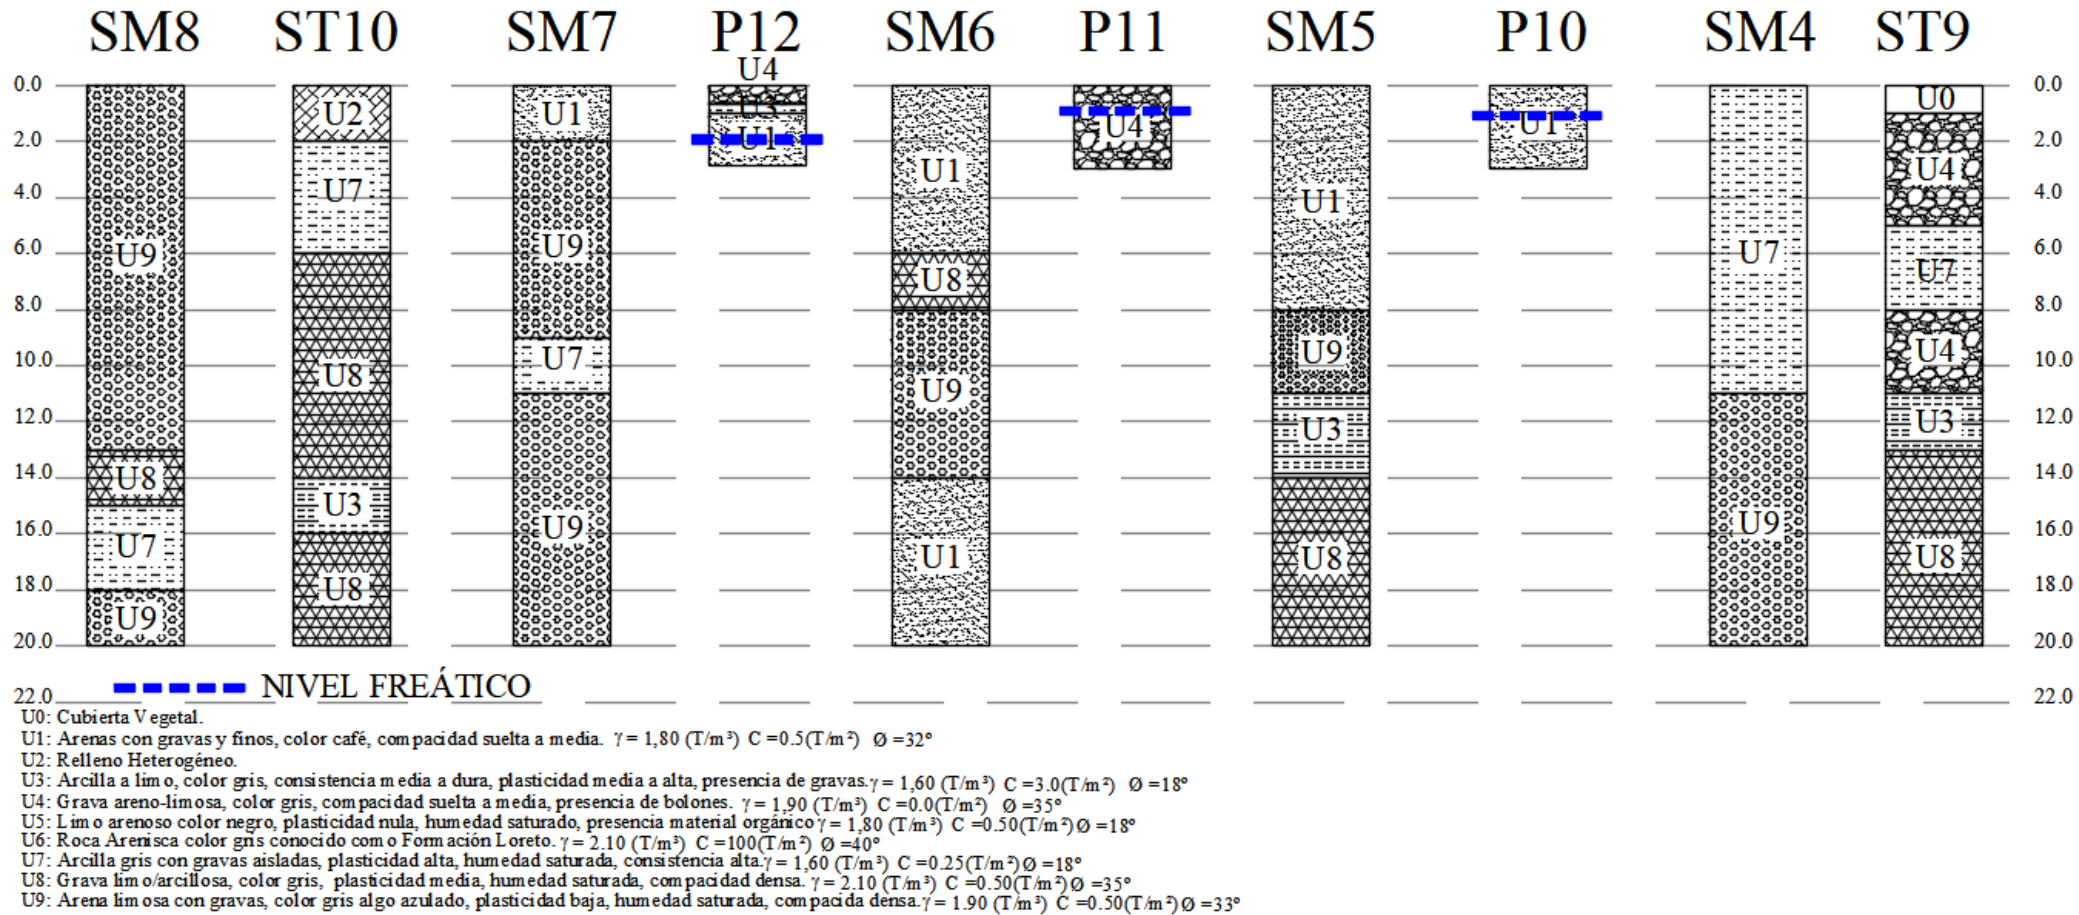 SM8 ST10 SM7 P12 SM6 P11 SM5 P10 SM4 ST9
U4
0.0 0.0
U2 U1 U3 U0
U1 U4 U1
2.0 2.0
U7 U1 U1 U4
4.0 4.0
U9 U9 U7 U7
6.0 6.0
U8
8.0 8.0
U8 U7 U9 U9 U4
10.0 10.0
12.0 12.0
U3 U3
U8
14.0 14.0
U3
U7 U9 U1 U8 U9 U8
16.0 16.0
U8
18.0 18.0
U9
20.0 20.0
NIVEL FREÁTICO
22.0 22.0
U0: Cubierta Vegetal.
U1: Arenas con gravas y finos, color café, compacidad suelta a media. γ = 1,80 (T/m³) C =0.5(T/m²) Ø =32º
U2: Relleno Heterogéneo.
U3: Arcilla a limo, color gris, consistencia media a dura, plasticidad media a alta, presencia de gravas.γ = 1,60 (T/m³) C =3.0(T/m²) Ø =18º
U4: Grava areno-limosa, color gris, compacidad suelta a media, presencia de bolones. γ = 1,90 (T/m³) C =0.0(T/m²) Ø =35º
U5: Limo arenoso color negro, plasticidad nula, humedad saturado, presencia material orgánico γ = 1,80 (T/m³) C =0.50(T/m²)Ø =18º
U6: Roca Arenisca color gris conocido como Formación Loreto. γ = 2.10 (T/m³) C =100(T/m²) Ø =40º
U7: Arcilla gris con gravas aisladas, plasticidad alta, humedad saturada, consistencia alta.γ = 1,60 (T/m³) C =0.25(T/m²)Ø =18º
U8: Grava limo/arcillosa, color gris, plasticidad media, humedad saturada, compacidad densa. γ = 2.10 (T/m³) C =0.50(T/m²)Ø =35º
U9: Arena limosa con gravas, color gris algo azulado, plasticidad baja, humedad saturada, compacida densa.γ = 1.90 (T/m³) C =0.50(T/m²)Ø =33º